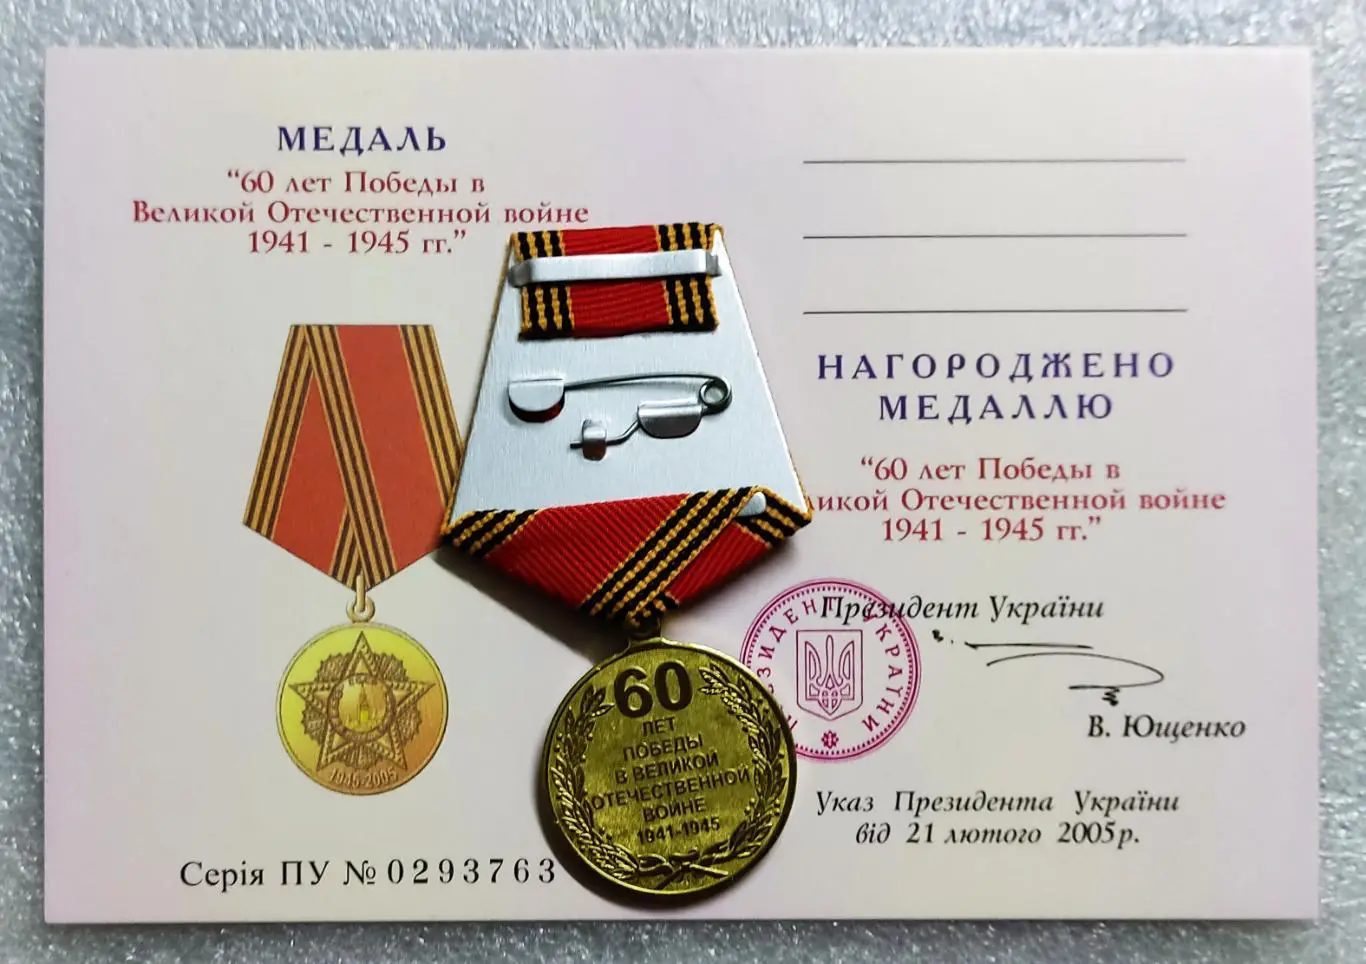 МЕДАЛЬ
"60 лет Победы в
Великой Отечественной войне
1941 - 1945 гг."
1945-2005
Серія ПУ № 0293763
60
ЛЕТ
ПОБЕДЫ
В ВЕЛИКОЙ
ОТЕЧЕСТВЕННОЙ
ВОЙНЕ
1941-1945
НАГОРОДЖЕНО
МЕДАЛЛЮ
"60 лет Победы в
ликой Отечественной войне
1941 - 1945 гг."
Президент України
УКРАЇНИ
В. Ющенко
Указ Президента України
від 21 лютого 2005 р.